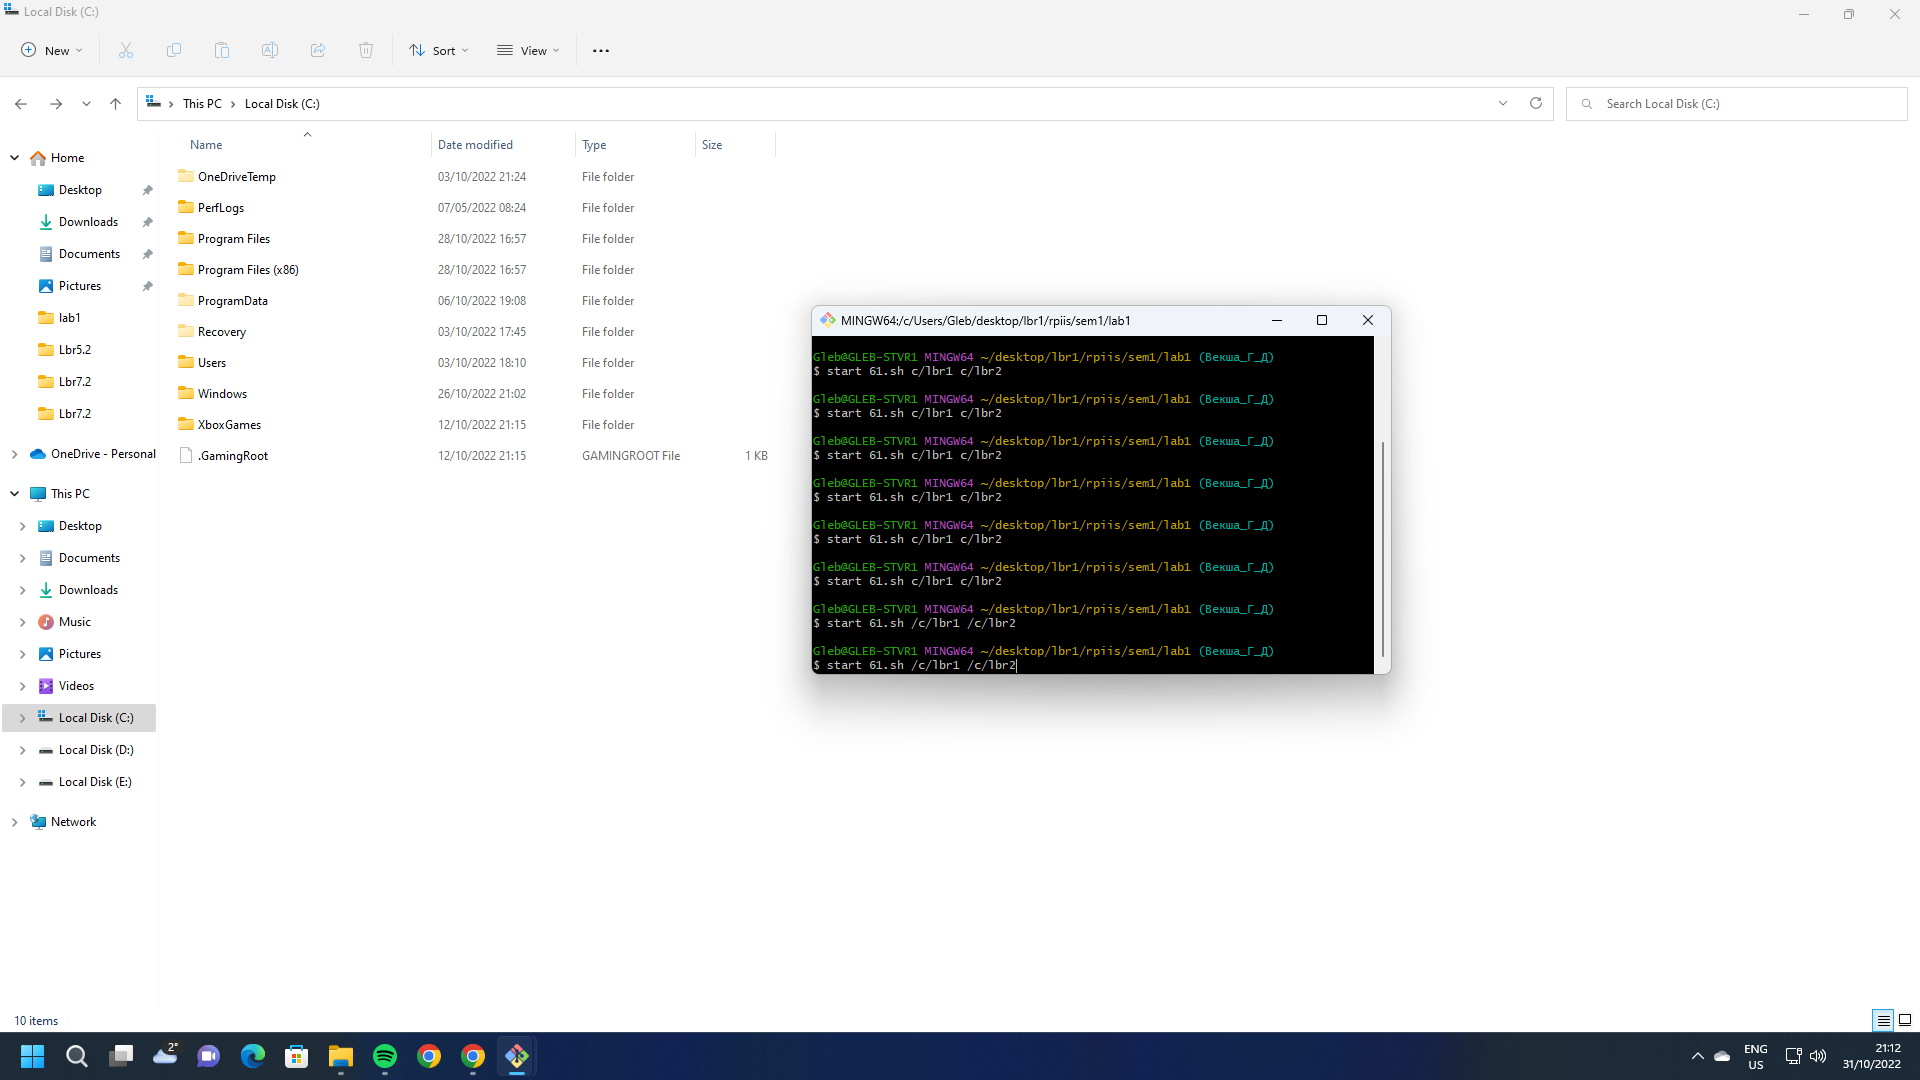 Local Disk (C:)
New
Sort
View
This PC
Local Disk (C:)
Search Local Disk (C:)
Name
Date modified
Type
Size
OneDriveTemp 03/10/2022 21:24 File folder
PerfLogs 07/05/2022 08:24 File folder
Program Files 28/10/2022 16:57 File folder
Program Files (x86) 28/10/2022 16:57 File folder
ProgramData 06/10/2022 19:08 File folder
Recovery 03/10/2022 17:45 File folder
Users 03/10/2022 18:10 File folder
Windows 26/10/2022 21:02 File folder
XboxGames 12/10/2022 21:15 File folder
.GamingRoot 12/10/2022 21:15 GAMINGROOT File 1 KB
Home
Desktop
Downloads
Documents
Pictures
lab1
Lbr5.2
Lbr7.2
Lbr7.2
OneDrive - Personal
This PC
Desktop
Documents
Downloads
Music
Pictures
Videos
Local Disk (C:)
Local Disk (D:)
Local Disk (E:)
Network
MINGW64:/c/Users/Gleb/desktop/lbr1/rpiis/sem1/lab1
Gleb@GLEB-STVR1 MINGW64 ~/desktop/lbr1/rpiis/sem1/lab1 (Векша_Г_Д)
$ start 61.sh c/lbr1 c/lbr2
Gleb@GLEB-STVR1 MINGW64 ~/desktop/lbr1/rpiis/sem1/lab1 (Векша_Г_Д)
$ start 61.sh c/lbr1 c/lbr2
Gleb@GLEB-STVR1 MINGW64 ~/desktop/lbr1/rpiis/sem1/lab1 (Векша_Г_Д)
$ start 61.sh c/lbr1 c/lbr2
Gleb@GLEB-STVR1 MINGW64 ~/desktop/lbr1/rpiis/sem1/lab1 (Векша_Г_Д)
$ start 61.sh c/lbr1 c/lbr2
Gleb@GLEB-STVR1 MINGW64 ~/desktop/lbr1/rpiis/sem1/lab1 (Векша_Г_Д)
$ start 61.sh c/lbr1 c/lbr2
Gleb@GLEB-STVR1 MINGW64 ~/desktop/lbr1/rpiis/sem1/lab1 (Векша_Г_Д)
$ start 61.sh c/lbr1 c/lbr2
Gleb@GLEB-STVR1 MINGW64 ~/desktop/lbr1/rpiis/sem1/lab1 (Векша_Г_Д)
$ start 61.sh /c/lbr1 /c/lbr2
Gleb@GLEB-STVR1 MINGW64 ~/desktop/lbr1/rpiis/sem1/lab1 (Векша_Г_Д)
$ start 61.sh /c/lbr1 /c/lbr2
10 items
2°
ENG
US
21:12
31/10/2022